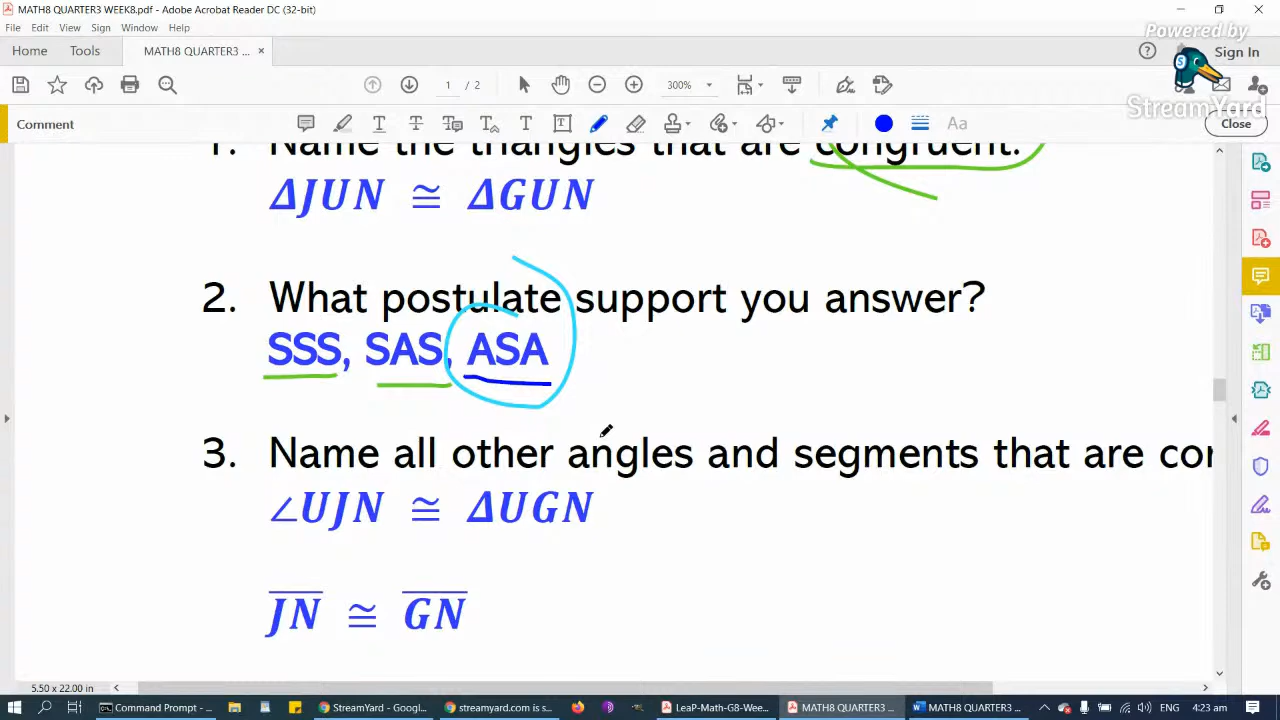 MATH8 QUARTER3 WEEK8.pdf - Adobe Acrobat Reader DC (32-bit)
File Edit View Sign Window Help
Powered by
StreamYard
Home Tools MATH8 QUARTER3 ... × Sign In
1 / 2 300%
Comment Aa Close
1. Name the triangles that are congruent.
ΔJUN ≅ ΔGUN
2. What postulate support you answer?
SSS, SAS, ASA
3. Name all other angles and segments that are cor
∠UJN ≅ ΔUGN
JN ≅ GN
5.50 x 22.00 in
Command Prompt - ... StreamYard - Googl... streamyard.com is s... LeaP-Math-G8-Wee... MATH8 QUARTER3 ... MATH8 QUARTER3 ... 4:23 am